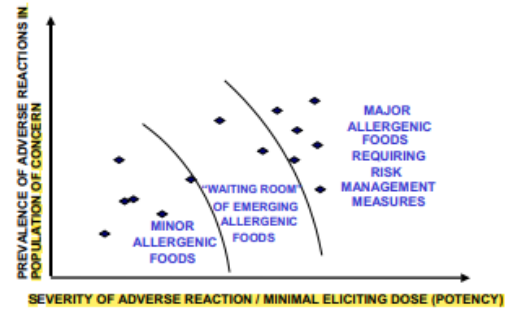 PREVALENCE OF ADVERSE REACTIONS IN
POPULATION OF CONCERN
MINOR
ALLERGENIC
FOODS
“WAITING ROOM”
OF EMERGING
ALLERGENIC
FOODS
MAJOR
ALLERGENIC
FOODS
REQUIRING
RISK
MANAGEMENT
MEASURES
SEVERITY OF ADVERSE REACTION / MINIMAL ELICITING DOSE (POTENCY)